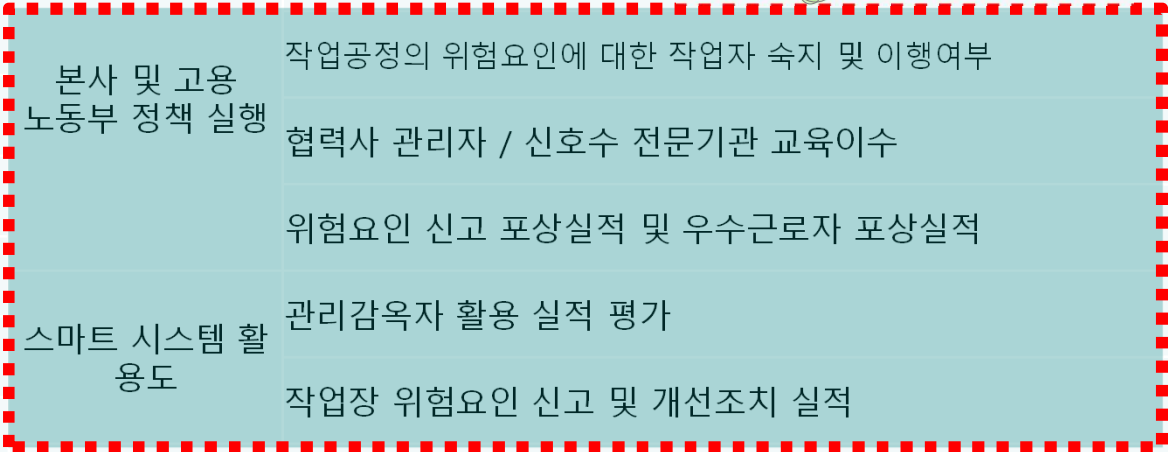 본사 및 고용
노동부 정책 실행
작업공정의 위험요인에 대한 작업자 숙지 및 이행여부
협력사 관리자 / 신호수 전문기관 교육이수
위험요인 신고 포상실적 및 우수근로자 포상실적
스마트 시스템 활
용도
관리감옥자 활용 실적 평가
작업장 위험요인 신고 및 개선조치 실적